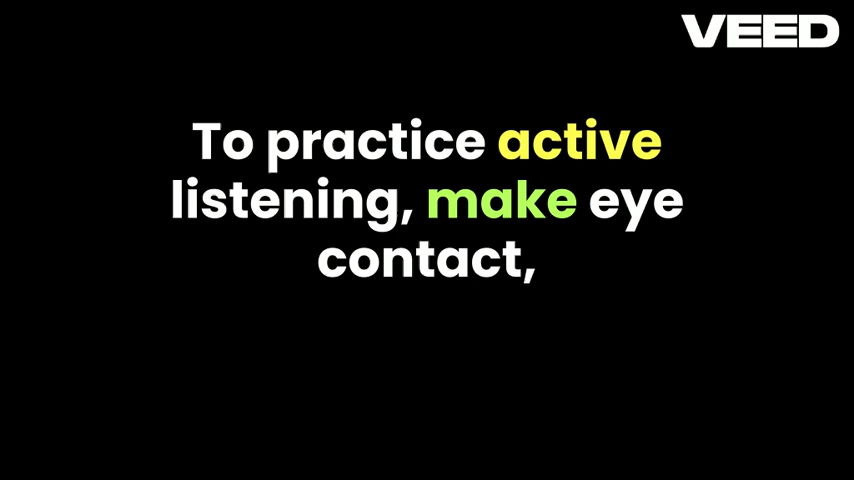 VEED
To practice active
listening, make eye
contact,